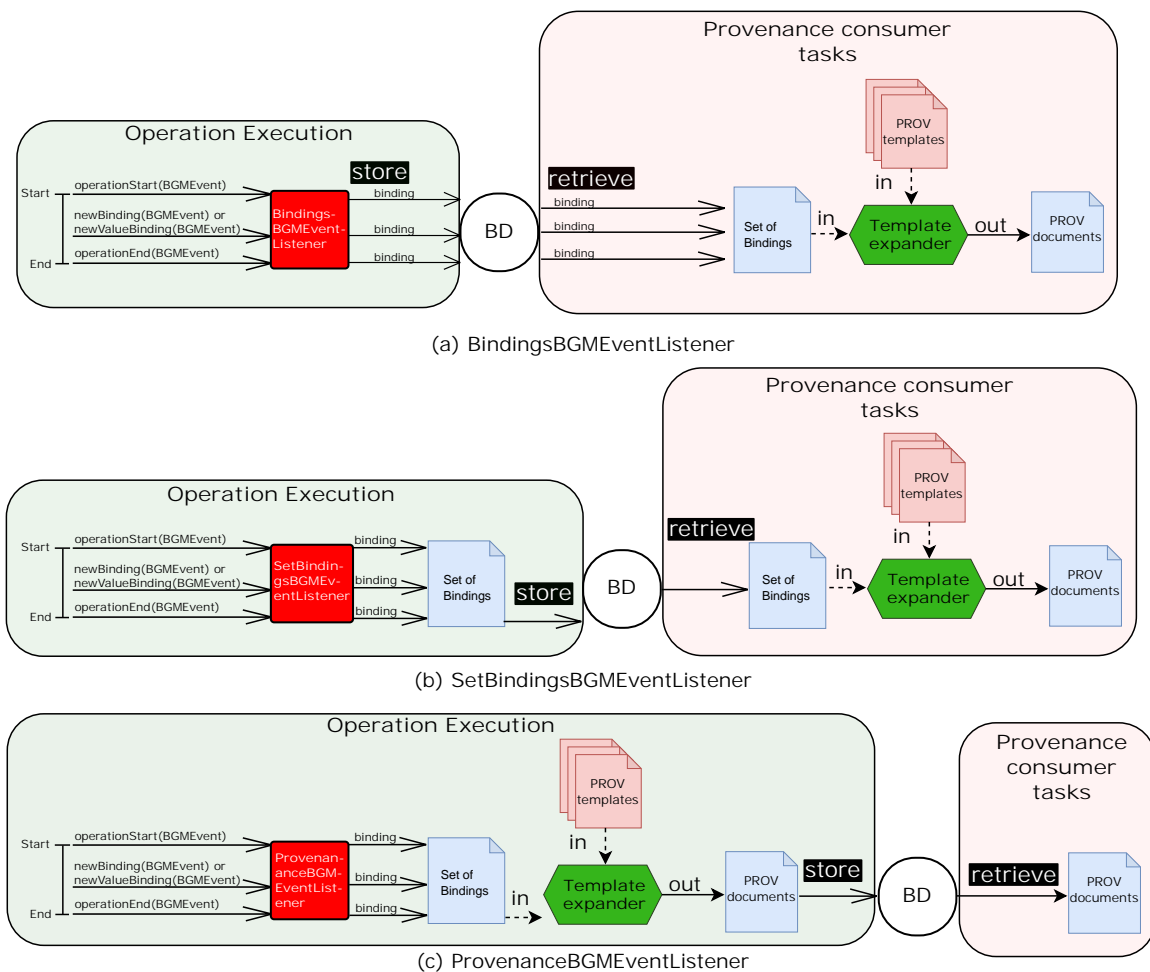 Provenance consumer
tasks
Operation Execution
PROV
templates
Start
operationStart(BGMEvent)
store
binding
retrieve
binding
in
newBinding(BGMEvent) or
newValueBinding(BGMEvent)
Bindings-
BGMEvent-
Listener
binding
BD
binding
Set of
Bindings
in
Template
expander
out
PROV
documents
End
operationEnd(BGMEvent)
binding
binding
(a) BindingsBGMEventListener
Provenance consumer
tasks
Operation Execution
PROV
templates
Start
operationStart(BGMEvent)
binding
retrieve
in
newBinding(BGMEvent) or
newValueBinding(BGMEvent)
SetBindin-
gsBGMEv-
entListener
binding
Set of
Bindings
store
BD
Set of
Bindings
in
Template
expander
out
PROV
documents
End
operationEnd(BGMEvent)
binding
(b) SetBindingsBGMEventListener
Operation Execution
Provenance
consumer
tasks
PROV
templates
Start
operationStart(BGMEvent)
binding
in
newBinding(BGMEvent) or
newValueBinding(BGMEvent)
Provenan-
anceBGM-
EventList-
ener
binding
Set of
Bindings
in
Template
expander
out
PROV
documents
store
BD
retrieve
PROV
documents
End
operationEnd(BGMEvent)
binding
(c) ProvenanceBGMEventListener